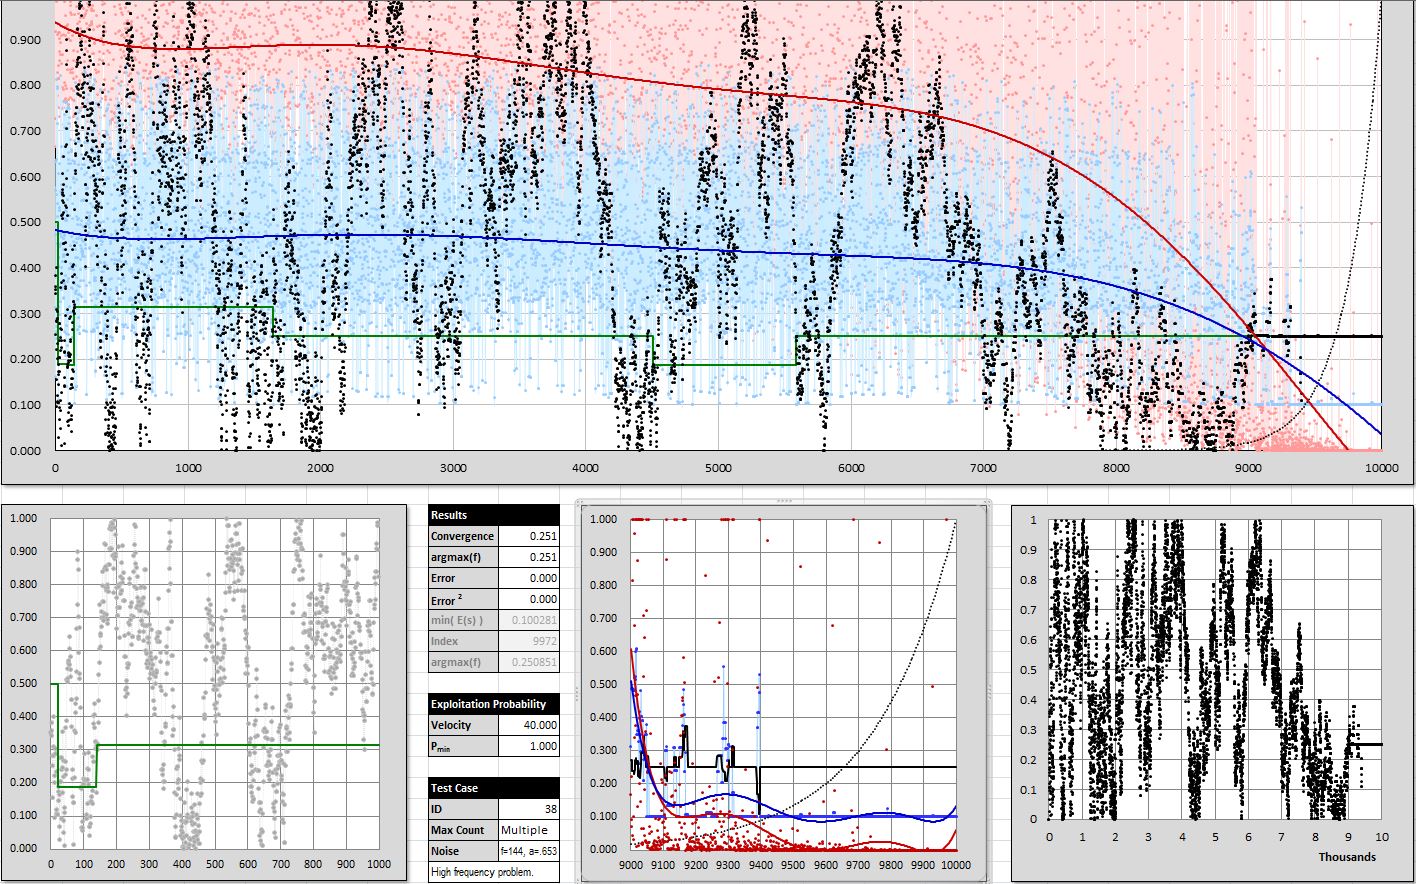 0.900
0.800
0.700
0.600
0.500
0.400
0.300
0.200
0.100
0.000
0 1000 2000 3000 4000 5000 6000 7000 8000 9000 10000
1.000
0.900
0.800
0.700
0.600
0.500
0.400
0.300
0.200
0.100
0.000
0 100 200 300 400 500 600 700 800 900 1000
Results
Convergence 0.251
argmax(f) 0.251
Error 0.000
Error 2 0.000
min( E(s) ) 0.100281
Index 9972
argmax(f) 0.250851
Exploitation Probability
Velocity 40.000
Pmin 1.000
Test Case
ID 38
Max Count Multiple
Noise f=144, a=.653
High frequency problem.
1.000
0.900
0.800
0.700
0.600
0.500
0.400
0.300
0.200
0.100
0.000
9000 9100 9200 9300 9400 9500 9600 9700 9800 9900 10000
1
0.9
0.8
0.7
0.6
0.5
0.4
0.3
0.2
0.1
0
0 1 2 3 4 5 6 7 8 9 10
Thousands